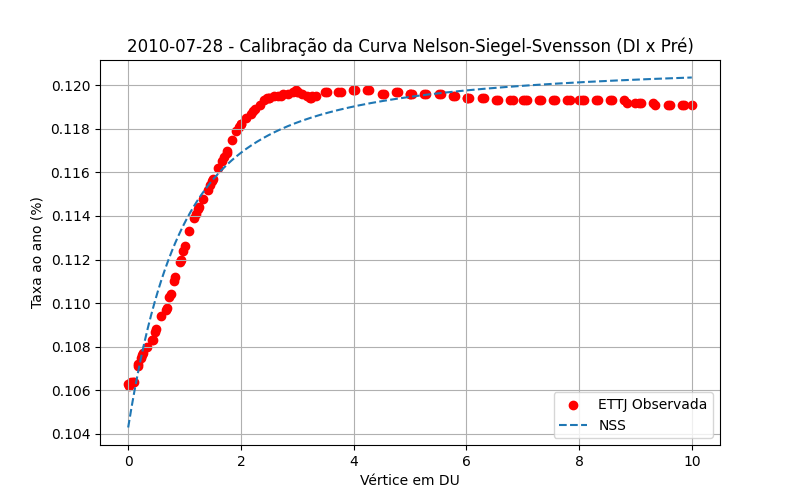 2010-07-28 - Calibração da Curva Nelson-Siegel-Svensson (DI x Pré)
0.120
0.118
0.116
0.114
0.112
0.110
0.108
0.106
0.104
Taxa ao ano (%)
ETTJ Observada
NSS
0 2 4 6 8 10
Vértice em DU